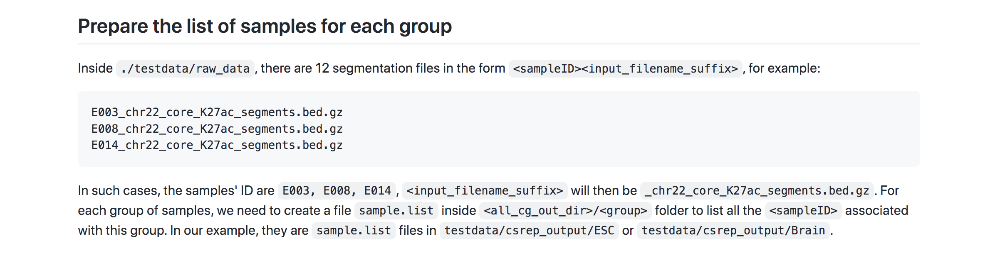 Prepare the list of samples for each group
Inside ./testdata/raw_data, there are 12 segmentation files in the form <sampleID><input_filename_suffix>, for example:
E003_chr22_core_K27ac_segments.bed.gz
E008_chr22_core_K27ac_segments.bed.gz
E014_chr22_core_K27ac_segments.bed.gz
In such cases, the samples' ID are E003, E008, E014, <input_filename_suffix> will then be _chr22_core_K27ac_segments.bed.gz. For
each group of samples, we need to create a file sample.list inside <all_cg_out_dir>/<group> folder to list all the <sampleID> associated
with this group. In our example, they are sample.list files in testdata/csrep_output/ESC or testdata/csrep_output/Brain.